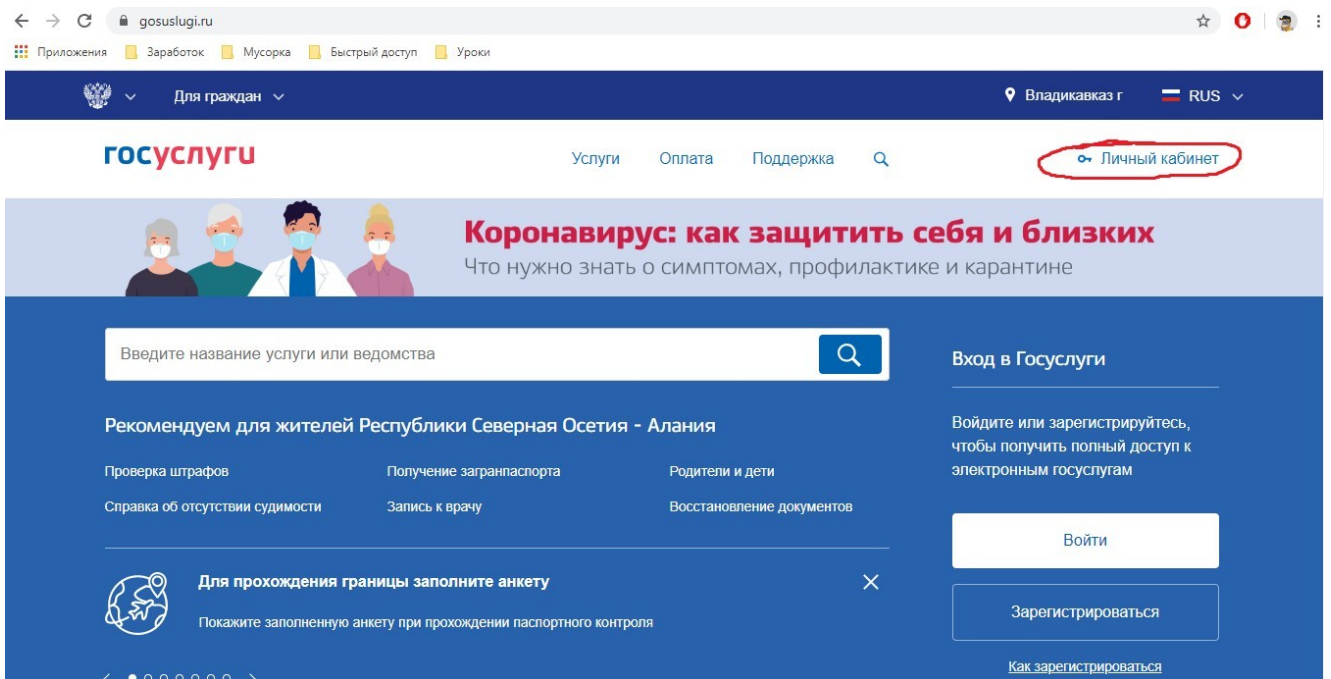 gosuslugi.ru
Приложения Заработок Мусорка Быстрый доступ Уроки
Для граждан Владикавказ г RUS
госуслуги Услуги Оплата Поддержка Личный кабинет
Коронавирус: как защитить себя и близких
Что нужно знать о симптомах, профилактике и карантине
Введите название услуги или ведомства
Рекомендуем для жителей Республики Северная Осетия - Алания
Проверка штрафов Получение загранпаспорта Родители и дети
Справка об отсутствии судимости Запись к врачу Восстановление документов
Для прохождения границы заполните анкету
Покажите заполненную анкету при прохождении паспортного контроля
Вход в Госуслуги
Войдите или зарегистрируйтесь,
чтобы получить полный доступ к
электронным госуслугам
Войти
Зарегистрироваться
Как зарегистрироваться